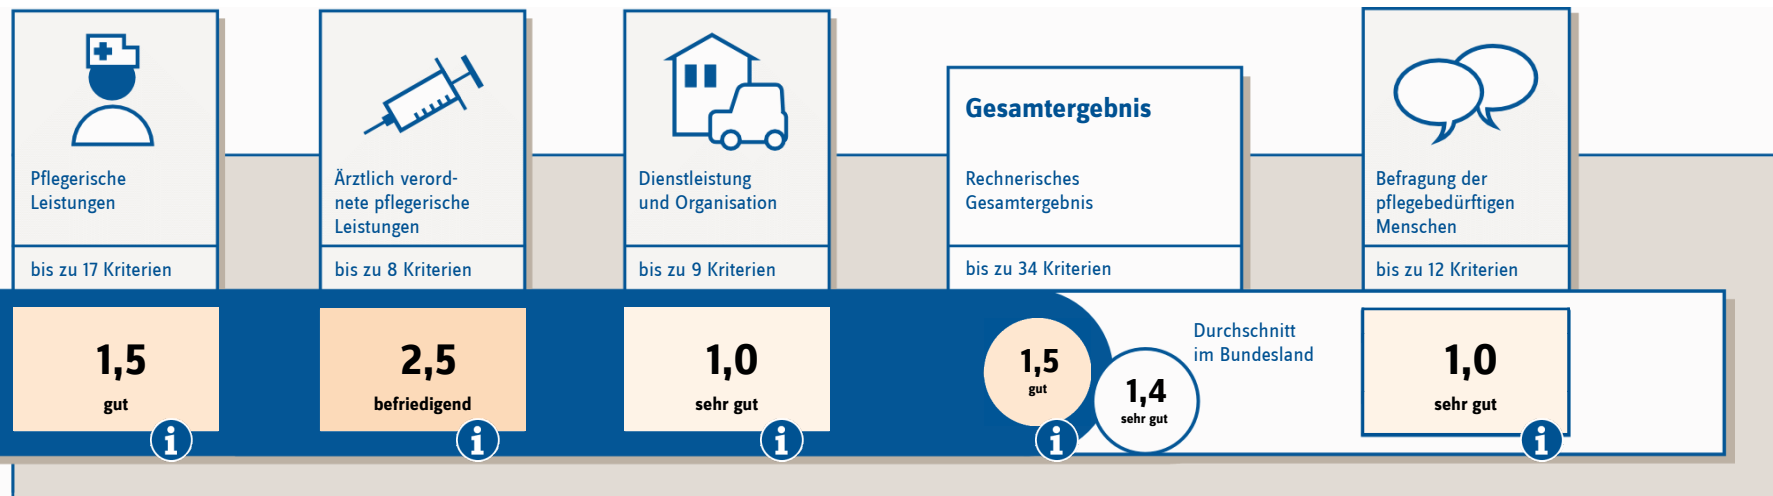 Pflegerische
Leistungen
bis zu 17 Kriterien
1,5
gut
i
Ärztlich verord-
nete pflegerische
Leistungen
bis zu 8 Kriterien
2,5
befriedigend
i
Dienstleistung
und Organisation
bis zu 9 Kriterien
1,0
sehr gut
i
Gesamtergebnis
Rechnerisches
Gesamtergebnis
bis zu 34 Kriterien
1,5
gut
i
1,4
sehr gut
Durchschnitt
im Bundesland
Befragung der
pflegebedürftigen
Menschen
bis zu 12 Kriterien
1,0
sehr gut
i